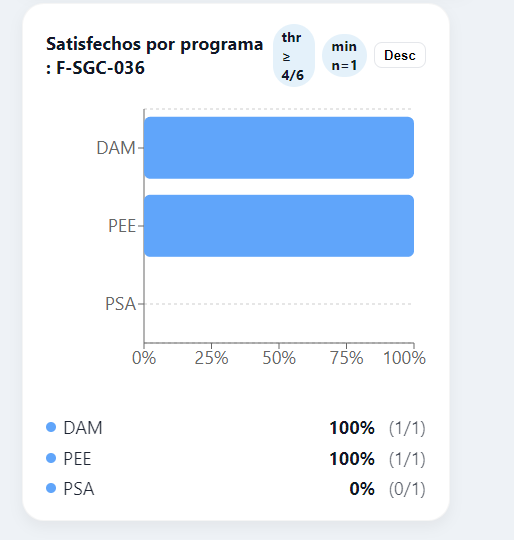 Satisfechos por programa
: F-SGC-036
thr
≥
4/6
min
n=1
Desc
DAM
PEE
PSA
0% 25% 50% 75% 100%
DAM 100% (1/1)
PEE 100% (1/1)
PSA 0% (0/1)